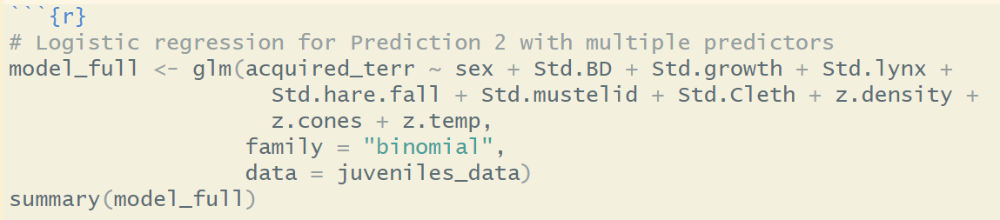 ```{r}
# Logistic regression for Prediction 2 with multiple predictors
model_full <- glm(acquired_terr ~ sex + Std.BD + Std.growth + Std.lynx +
                    Std.hare.fall + Std.mustelid + Std.Cleth + z.density +
                    z.cones + z.temp,
                  family = "binomial",
                  data = juveniles_data)
summary(model_full)